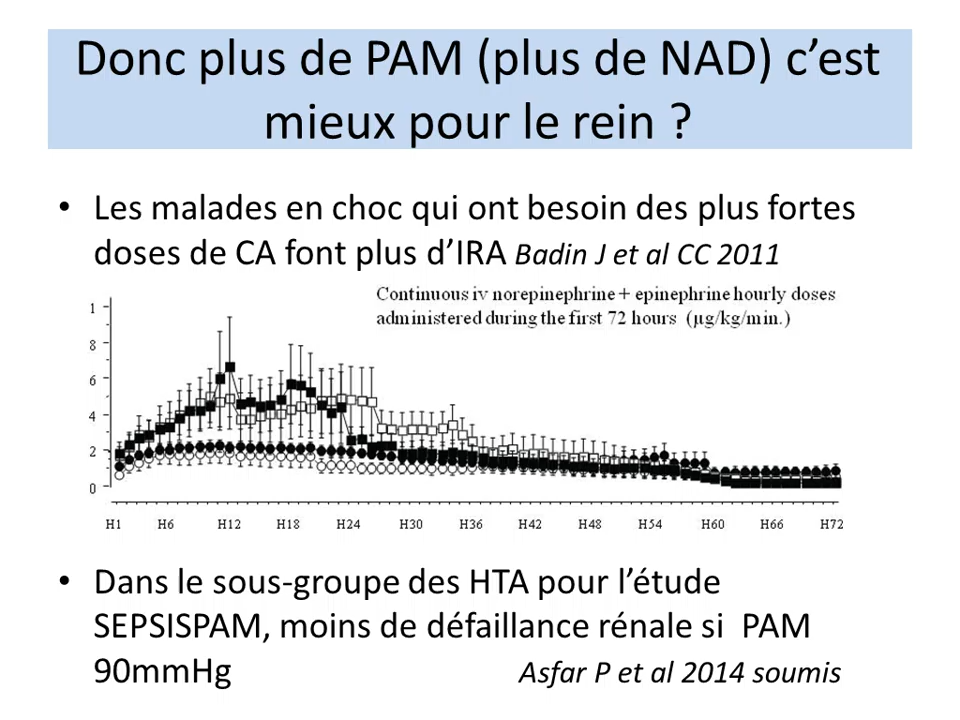 Donc plus de PAM (plus de NAD) c’est
mieux pour le rein ?
• Les malades en choc qui ont besoin des plus fortes
doses de CA font plus d’IRA Badin J et al CC 2011
Continuous iv norepinephrine + epinephrine hourly doses
administered during the first 72 hours (µg/kg/min.)
1
8
6
4
2
0
H1 H6 H12 H18 H24 H30 H36 H42 H48 H54 H60 H66 H72
• Dans le sous-groupe des HTA pour l’étude
SEPSISPAM, moins de défaillance rénale si PAM
90mmHg Asfar P et al 2014 soumis